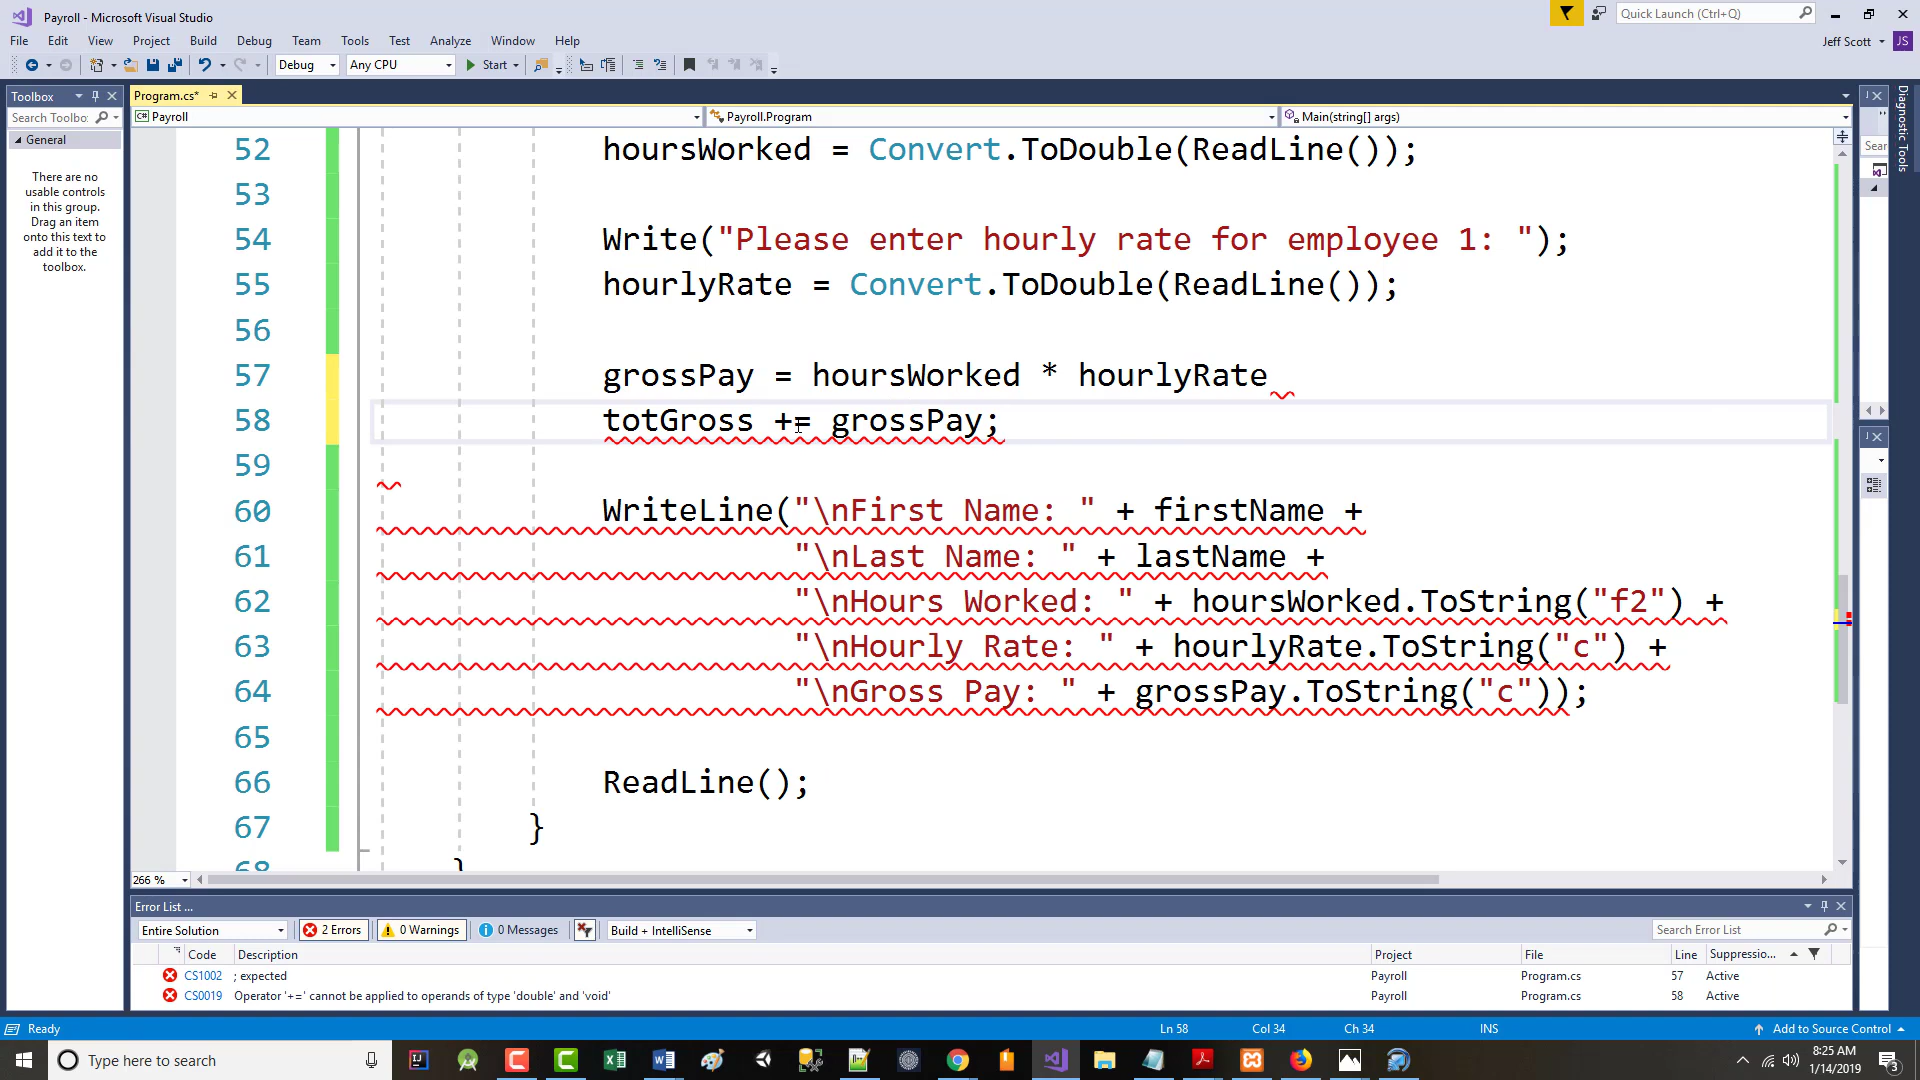 Payroll - Microsoft Visual Studio
Quick Launch (Ctrl+Q)
File Edit View Project Build Debug Team Tools Test Analyze Window Help
Jeff Scott JS
Debug Any CPU Start
Toolbox
Program.cs*
Search Toolbo
Payroll Payroll.Program Main(string[] args)
General
There are no
usable controls
in this group.
Drag an item
onto this text to
add it to the
toolbox.
Sear
Diagnostic Tools
52 hoursWorked = Convert.ToDouble(ReadLine());
53
54 Write("Please enter hourly rate for employee 1: ");
55 hourlyRate = Convert.ToDouble(ReadLine());
56
57 grossPay = hoursWorked * hourlyRate
58 totGross += grossPay;
59
60 WriteLine("\nFirst Name: " + firstName +
61 "\nLast Name: " + lastName +
62 "\nHours Worked: " + hoursWorked.ToString("f2") +
63 "\nHourly Rate: " + hourlyRate.ToString("c") +
64 "\nGross Pay: " + grossPay.ToString("c"));
65
66 ReadLine();
67 }
68 }
266 %
Error List ...
Entire Solution 2 Errors 0 Warnings 0 Messages Build + IntelliSense Search Error List
Code Description Project File Line Suppressio...
CS1002 ; expected Payroll Program.cs 57 Active
CS0019 Operator '+=' cannot be applied to operands of type 'double' and 'void' Payroll Program.cs 58 Active
Ready Ln 58 Col 34 Ch 34 INS Add to Source Control
Type here to search
8:25 AM
1/14/2019
3